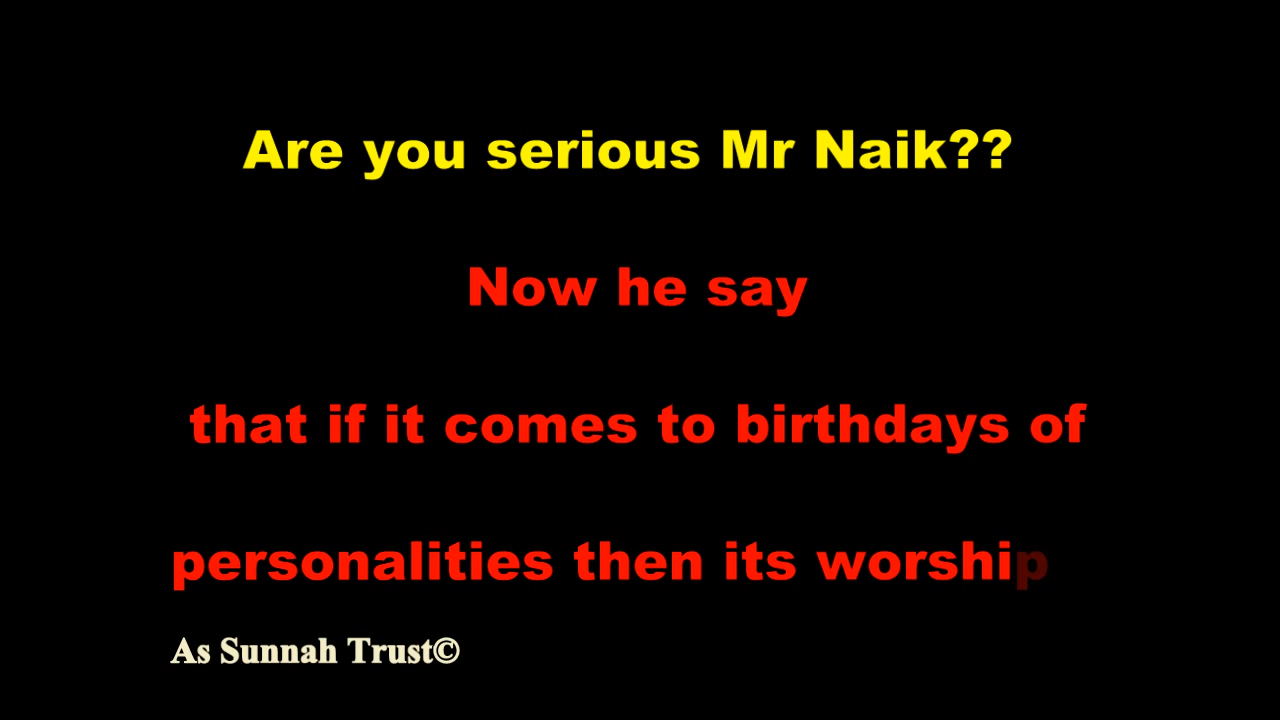 Are you serious Mr Naik??
Now he say
that if it comes to birthdays of
personalities then its worship
As Sunnah Trust©